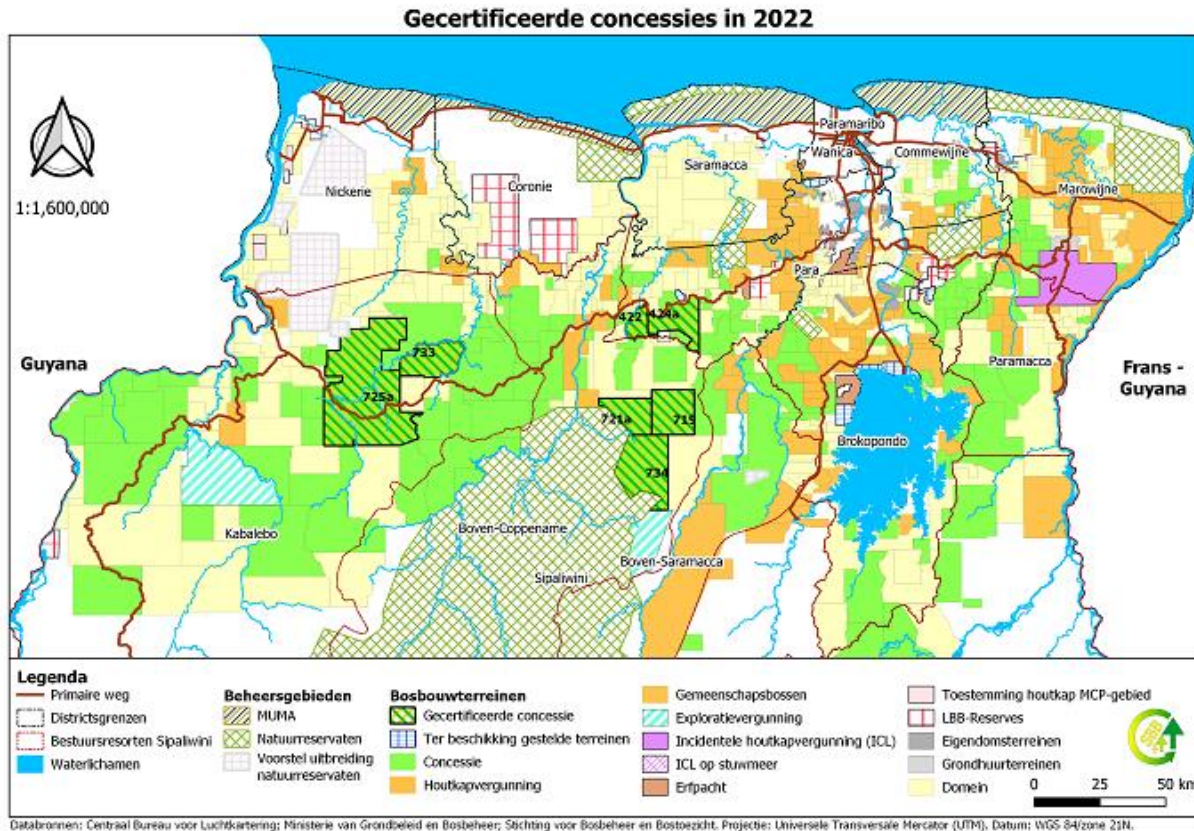 Gecertificeerde concessies in 2022
1:1,600,000
Paramaribo
Wanica
Commewijne
Saramacca
Nickerie
Coronie
Marowijne
Para
422
424a
733
Guyana
Paramacca
Frans -
Guyana
725a
721a
715
Brokopondo
734
Kabalebo
Boven-Coppename
Boven-Saramacca
Sipaliwini
Legenda
Primaire weg
Districtsgrenzen
Bestuursresorten Sipaliwini
Waterlichamen
Beheersgebieden
MUMA
Natuurreservaten
Voorstel uitbreiding
natuurreservaten
Bosbouwterreinen
Gecertificeerde concessie
Ter beschikking gestelde terreinen
Concessie
Houtkapvergunning
Gemeenschapsbossen
Exploratievergunning
Incidentele houtkapvergunning (ICL)
ICL op stuwmeer
Erfpacht
Toestemming houtkap MCP-gebied
LBB-Reserves
Eigendomsterreinen
Grondhuurterreinen
Domein
0 25 50 km
Databronnen: Centraal Bureau voor Luchtkartering; Ministerie van Grondbeleid en Bosbeheer; Stichting voor Bosbeheer en Bostoezicht. Projectie: Universele Transversale Mercator (UTM). Datum: WGS 84/zone 21N.